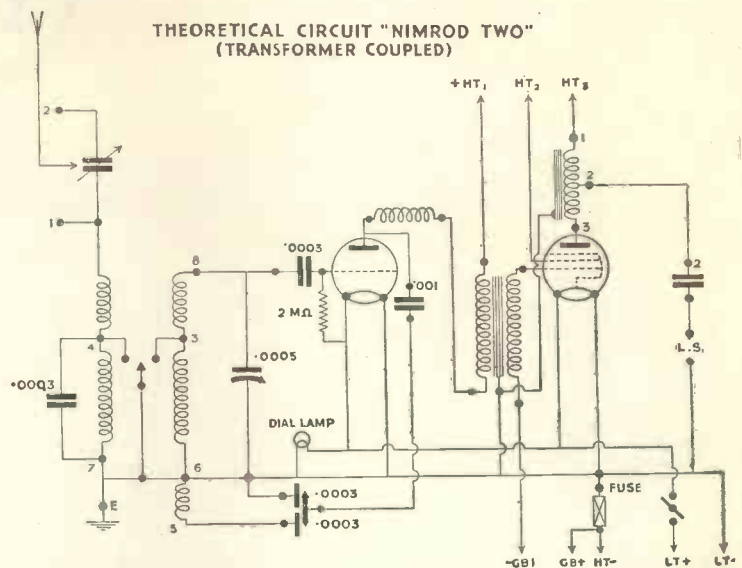 THEORETICAL CIRCUIT "NIMROD TWO"
(TRANSFORMER COUPLED)
+HT1 HT2 HT3
2
1
1
2
3
8
.0003
2 MΩ
.001
2
4
3
.0003
.0005
L.S.
DIAL LAMP
7
6
E
5
.0003
.0003
FUSE
-GB1 GB+ HT- LT+ LT-